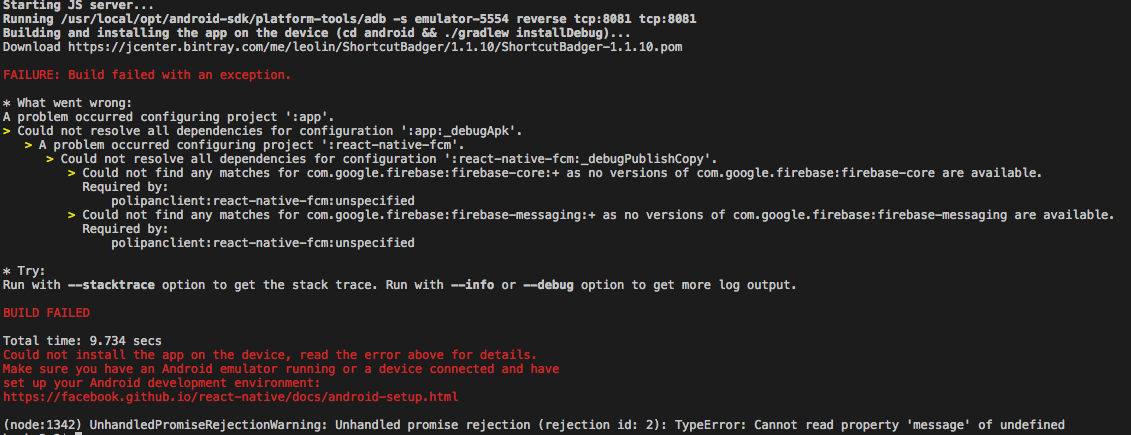 Starting JS server...
Running /usr/local/opt/android-sdk/platform-tools/adb -s emulator-5554 reverse tcp:8081 tcp:8081
Building and installing the app on the device (cd android && ./gradlew installDebug)...
Download https://jcenter.bintray.com/me/leolin/ShortcutBadger/1.1.10/ShortcutBadger-1.1.10.pom
FAILURE: Build failed with an exception.
* What went wrong:
A problem occurred configuring project ':app'.
> Could not resolve all dependencies for configuration ':app:_debugApk'.
> A problem occurred configuring project ':react-native-fcm'.
> Could not resolve all dependencies for configuration ':react-native-fcm:_debugPublishCopy'.
> Could not find any matches for com.google.firebase:firebase-core:+ as no versions of com.google.firebase:firebase-core are available.
Required by:
polipanclient:react-native-fcm:unspecified
> Could not find any matches for com.google.firebase:firebase-messaging:+ as no versions of com.google.firebase:firebase-messaging are available.
Required by:
polipanclient:react-native-fcm:unspecified
* Try:
Run with --stacktrace option to get the stack trace. Run with --info or --debug option to get more log output.
BUILD FAILED
Total time: 9.734 secs
Could not install the app on the device, read the error above for details.
Make sure you have an Android emulator running or a device connected and have
set up your Android development environment:
https://facebook.github.io/react-native/docs/android-setup.html
(node:1342) UnhandledPromiseRejectionWarning: Unhandled promise rejection (rejection id: 2): TypeError: Cannot read property 'message' of undefined